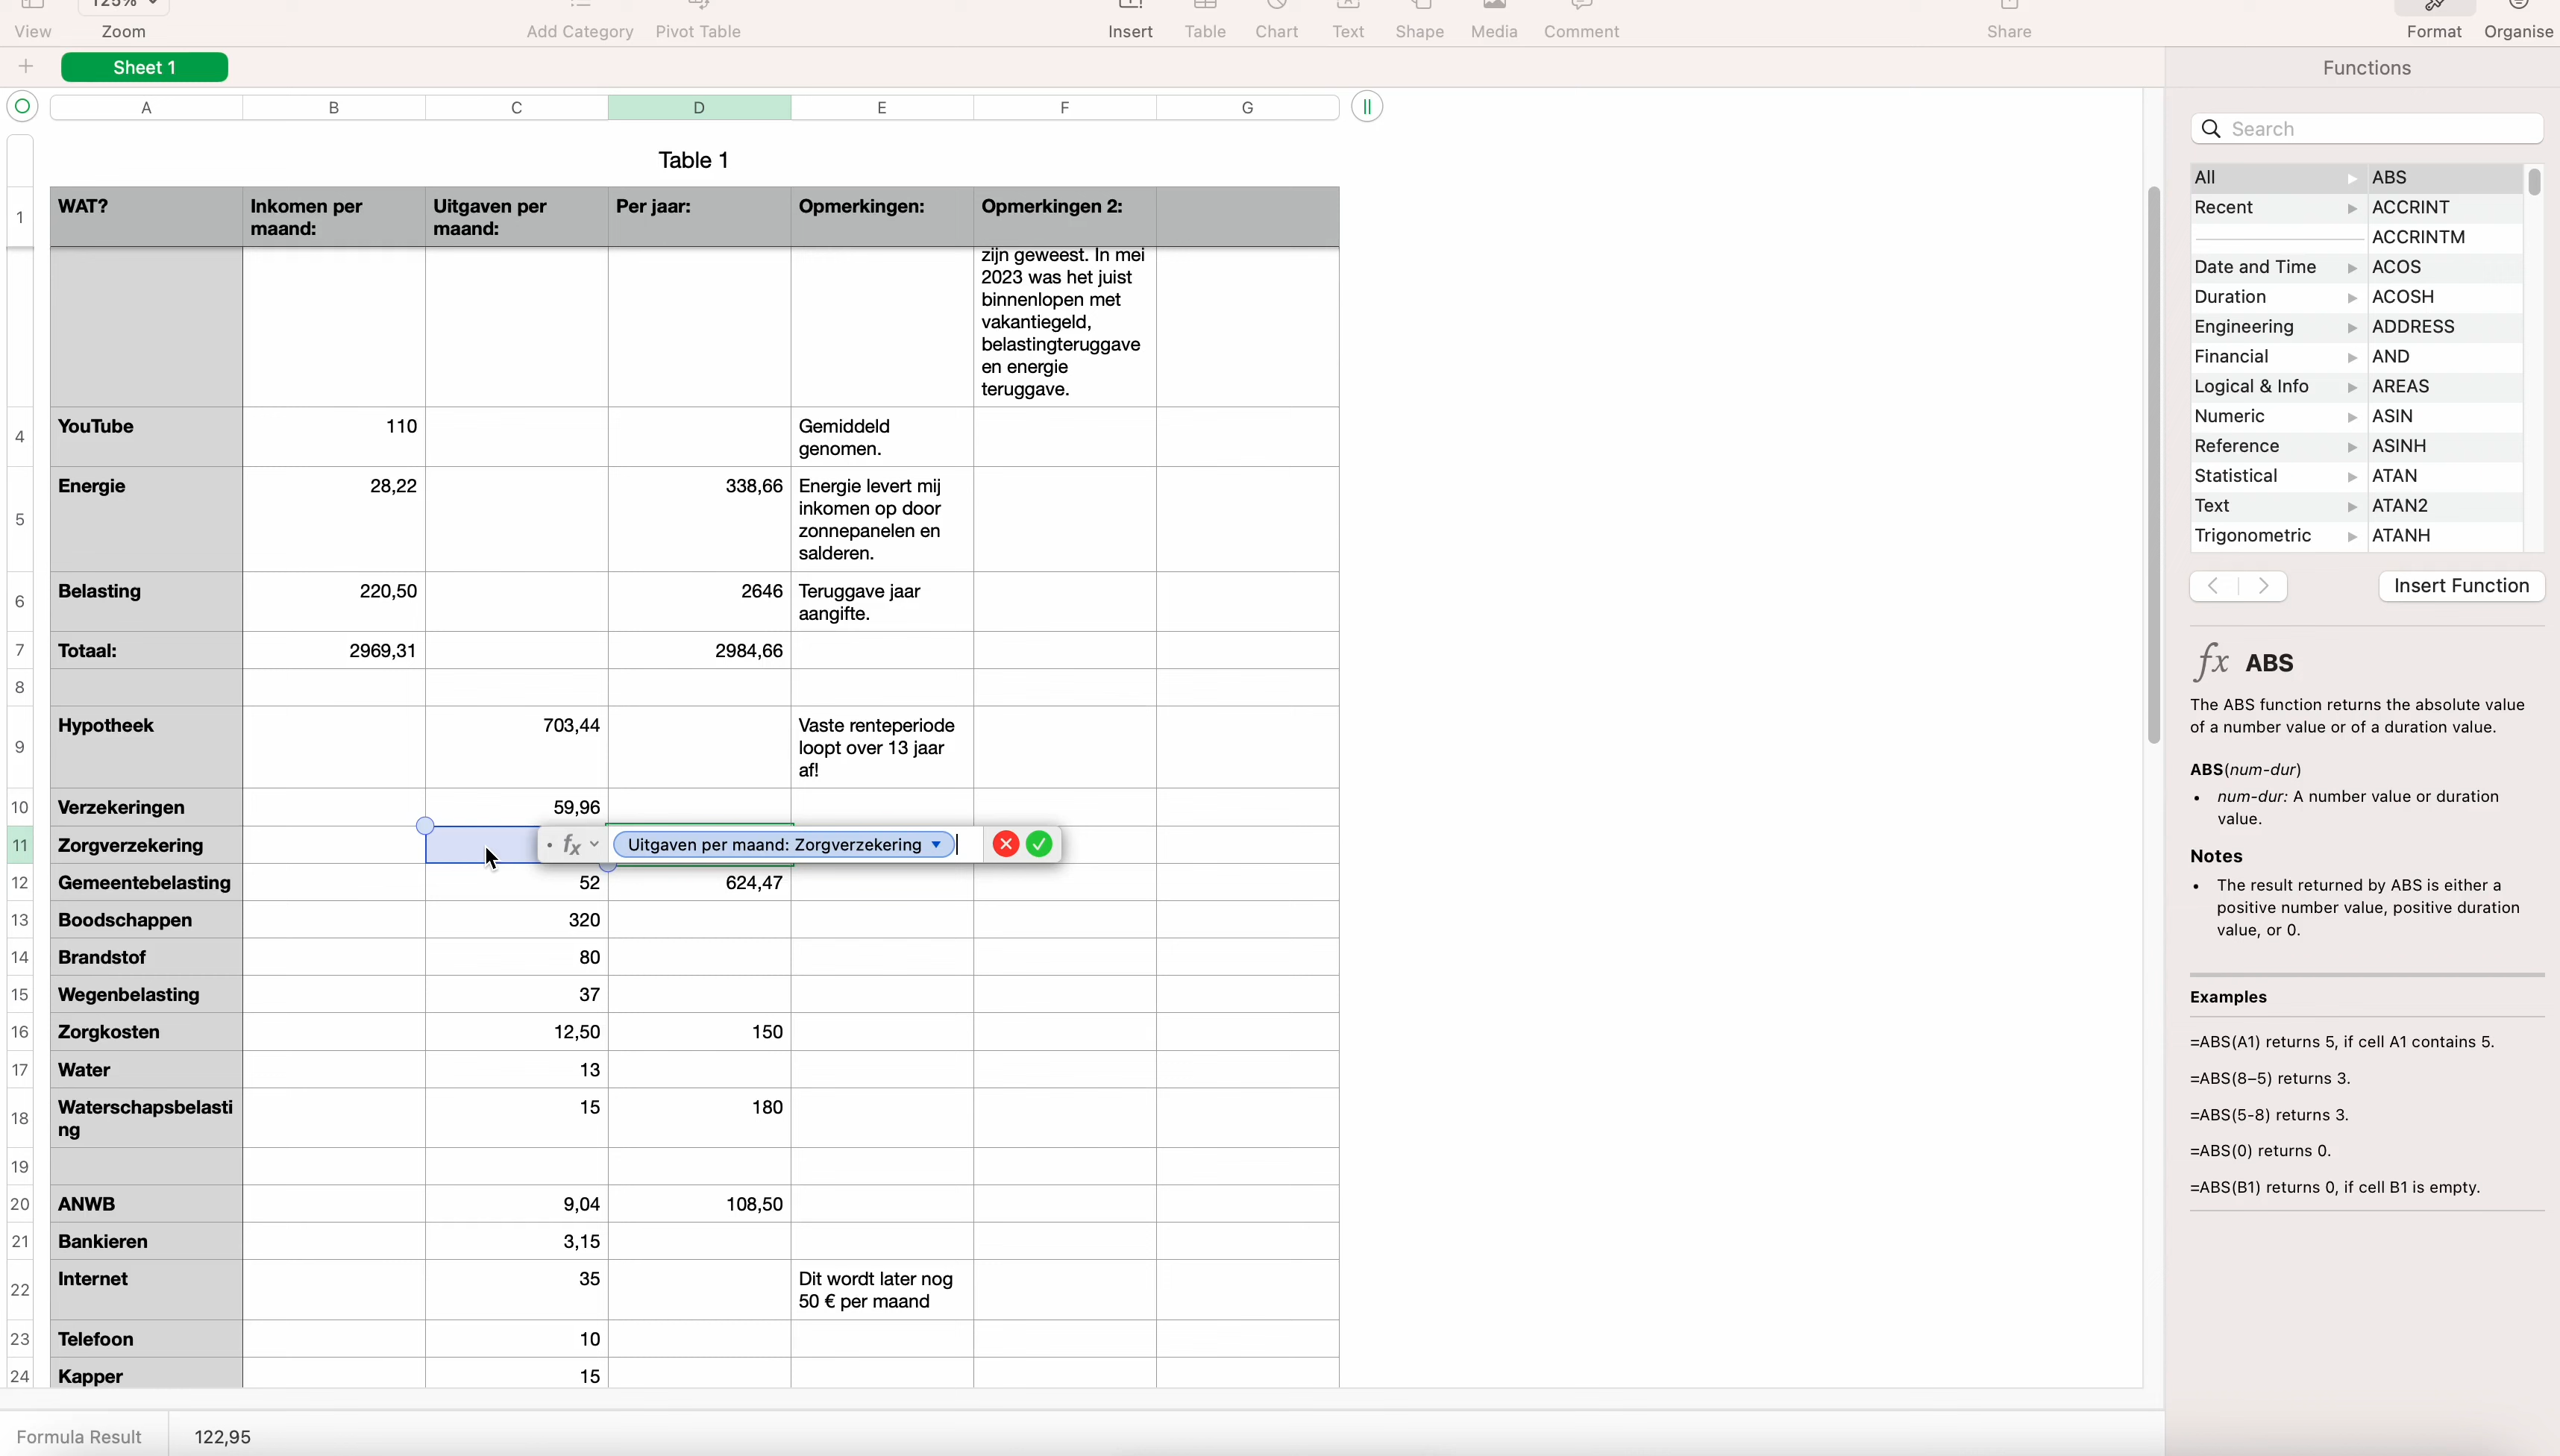 125%
View Zoom Add Category Pivot Table Insert Table Chart Text Shape Media Comment Share Format Organise
+ Sheet 1 Functions
A B C D E F G
Search
Table 1
1 WAT? Inkomen per maand: Uitgaven per maand: Per jaar: Opmerkingen: Opmerkingen 2:
zijn geweest. In mei
2023 was het juist
binnenlopen met
vakantiegeld,
belastingteruggave
en energie
teruggave.
4 YouTube 110 Gemiddeld
genomen.
5 Energie 28,22 338,66 Energie levert mij
inkomen op door
zonnepanelen en
salderen.
6 Belasting 220,50 2646 Teruggave jaar
aangifte.
7 Totaal: 2969,31 2984,66
8
9 Hypotheek 703,44 Vaste renteperiode
loopt over 13 jaar
af!
10 Verzekeringen 59,96
11 Zorgverzekering fx Uitgaven per maand: Zorgverzekering
12 Gemeentebelasting 52 624,47
13 Boodschappen 320
14 Brandstof 80
15 Wegenbelasting 37
16 Zorgkosten 12,50 150
17 Water 13
18 Waterschapsbelasti 15 180
ng
19
20 ANWB 9,04 108,50
21 Bankieren 3,15
22 Internet 35 Dit wordt later nog
50 € per maand
23 Telefoon 10
24 Kapper 15
Formula Result 122,95
All ABS
Recent ACCRINT
ACCRINTM
Date and Time ACOS
Duration ACOSH
Engineering ADDRESS
Financial AND
Logical & Info AREAS
Numeric ASIN
Reference ASINH
Statistical ATAN
Text ATAN2
Trigonometric ATANH
Insert Function
fx ABS
The ABS function returns the absolute value
of a number value or of a duration value.
ABS(num-dur)
• num-dur: A number value or duration
value.
Notes
• The result returned by ABS is either a
positive number value, positive duration
value, or 0.
Examples
=ABS(A1) returns 5, if cell A1 contains 5.
=ABS(8–5) returns 3.
=ABS(5-8) returns 3.
=ABS(0) returns 0.
=ABS(B1) returns 0, if cell B1 is empty.